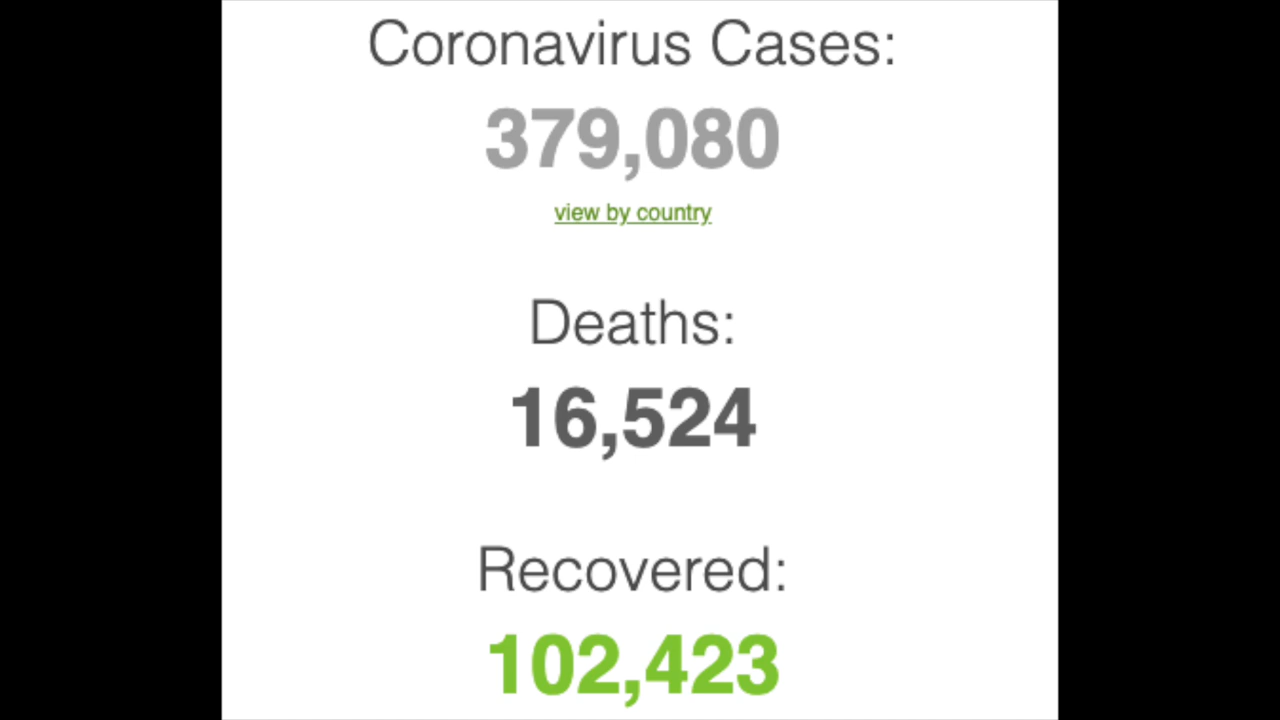 Coronavirus Cases:
379,080
view by country
Deaths:
16,524
Recovered:
102,423